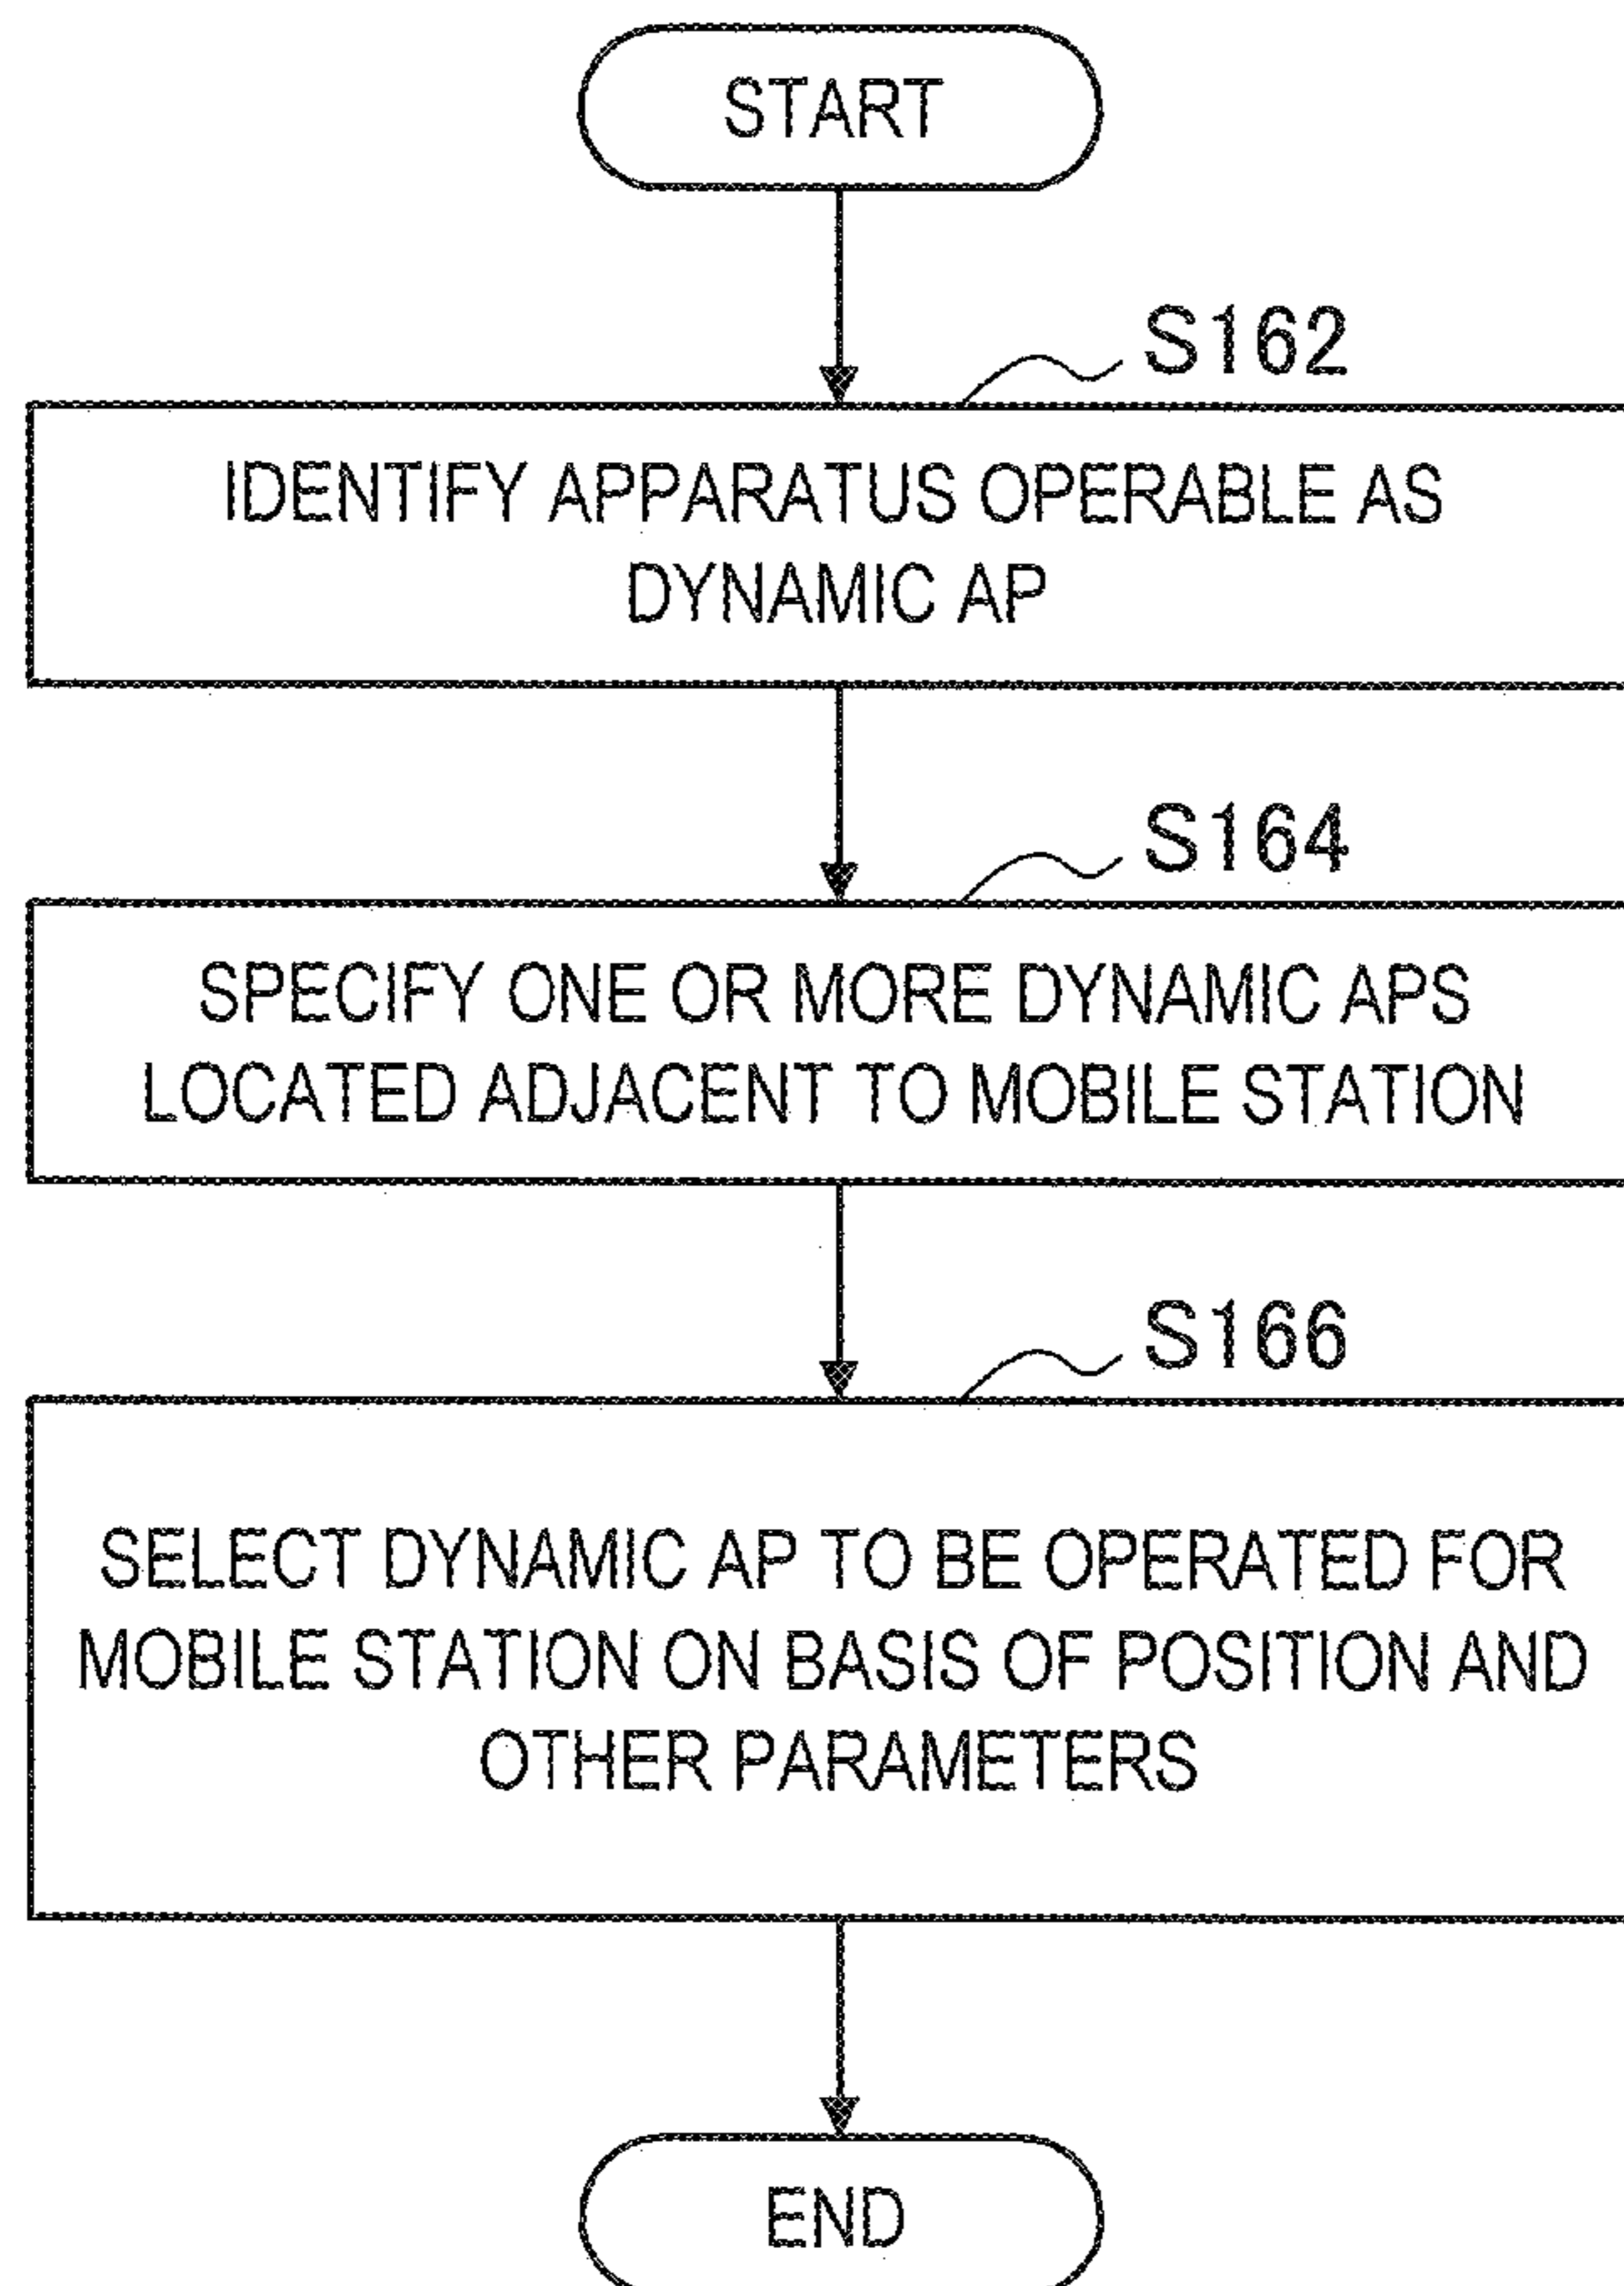 START
S162
IDENTIFY APPARATUS OPERABLE AS
DYNAMIC AP
S164
SPECIFY ONE OR MORE DYNAMIC APS
LOCATED ADJACENT TO MOBILE STATION
S166
SELECT DYNAMIC AP TO BE OPERATED FOR
MOBILE STATION ON BASIS OF POSITION AND
OTHER PARAMETERS
END